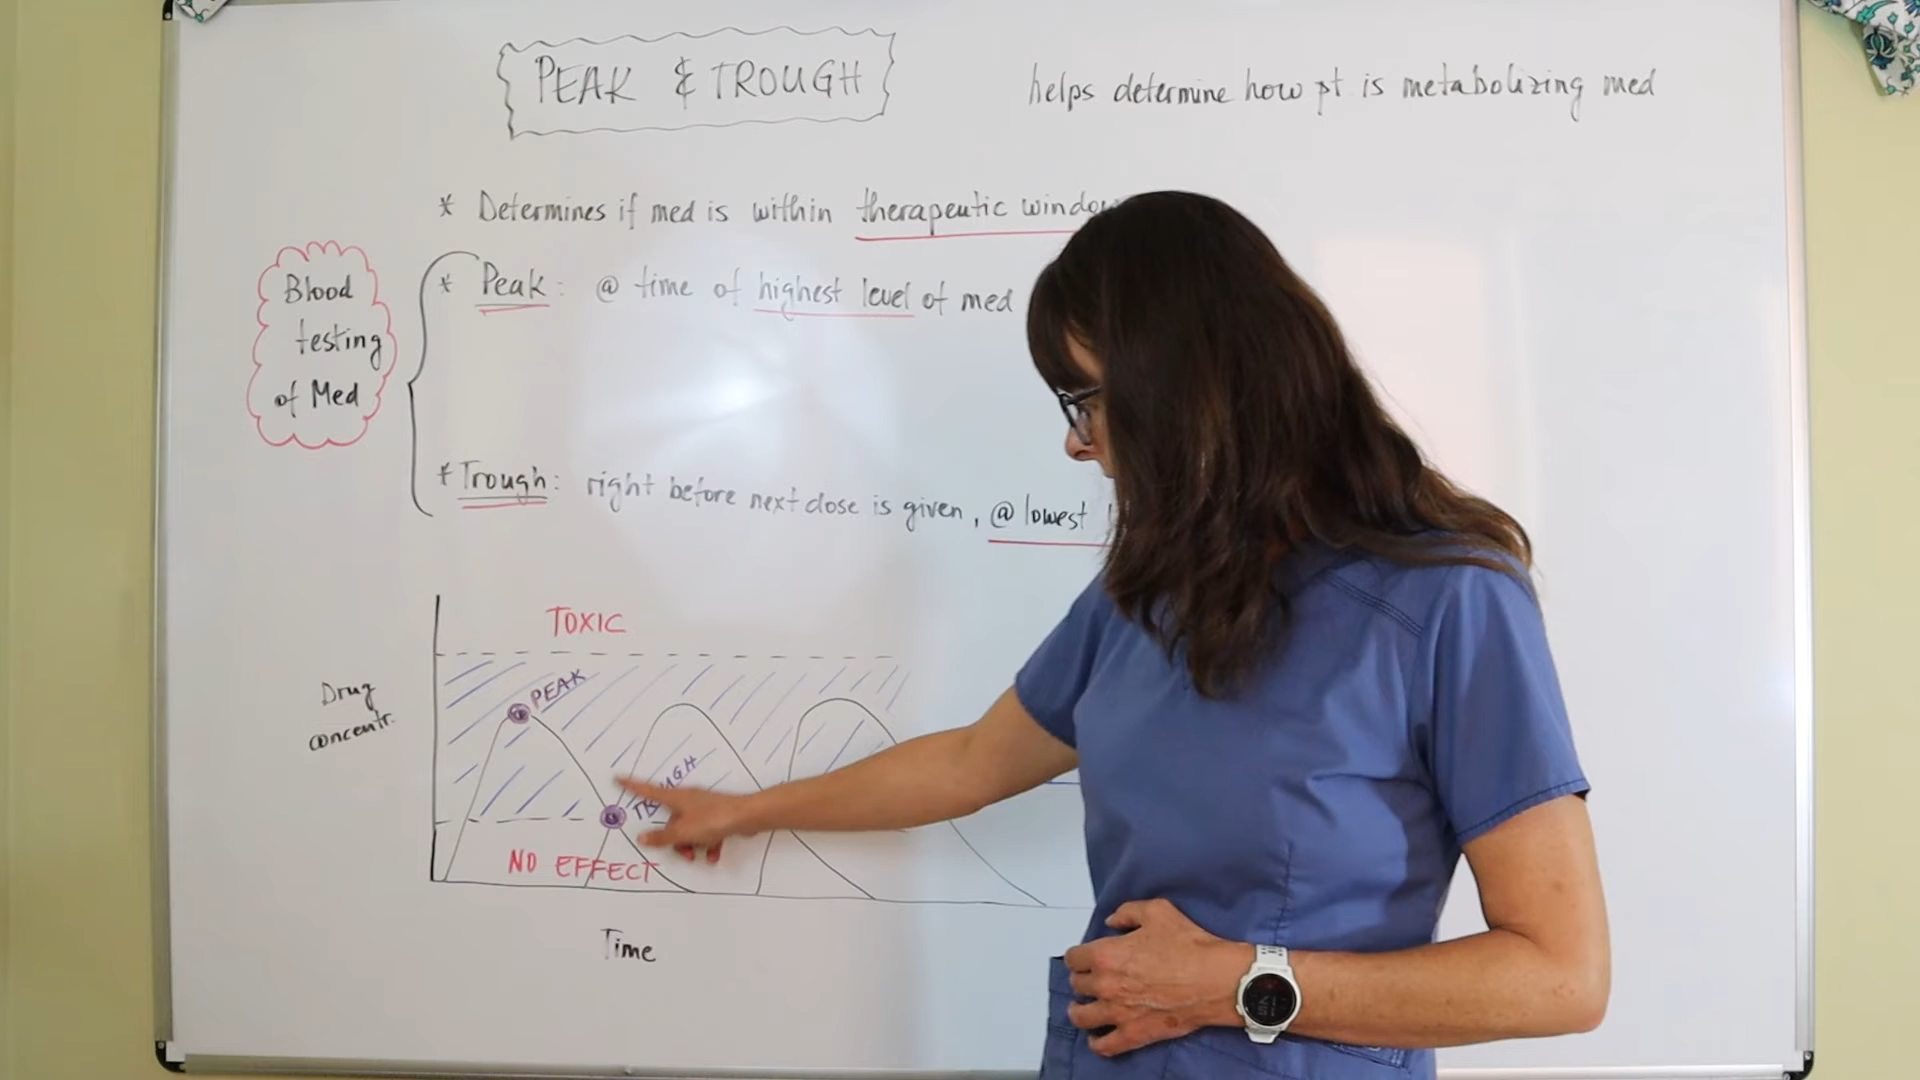 PEAK & TROUGH
helps determine how pt is metabolizing med
* Determines if med is within therapeutic window
Blood
testing
of Med
* Peak: @ time of highest level of med
* Trough: right before next dose is given, @ lowest
TOXIC
PEAK
Drug
concentr.
TROUGH
NO EFFECT
Time